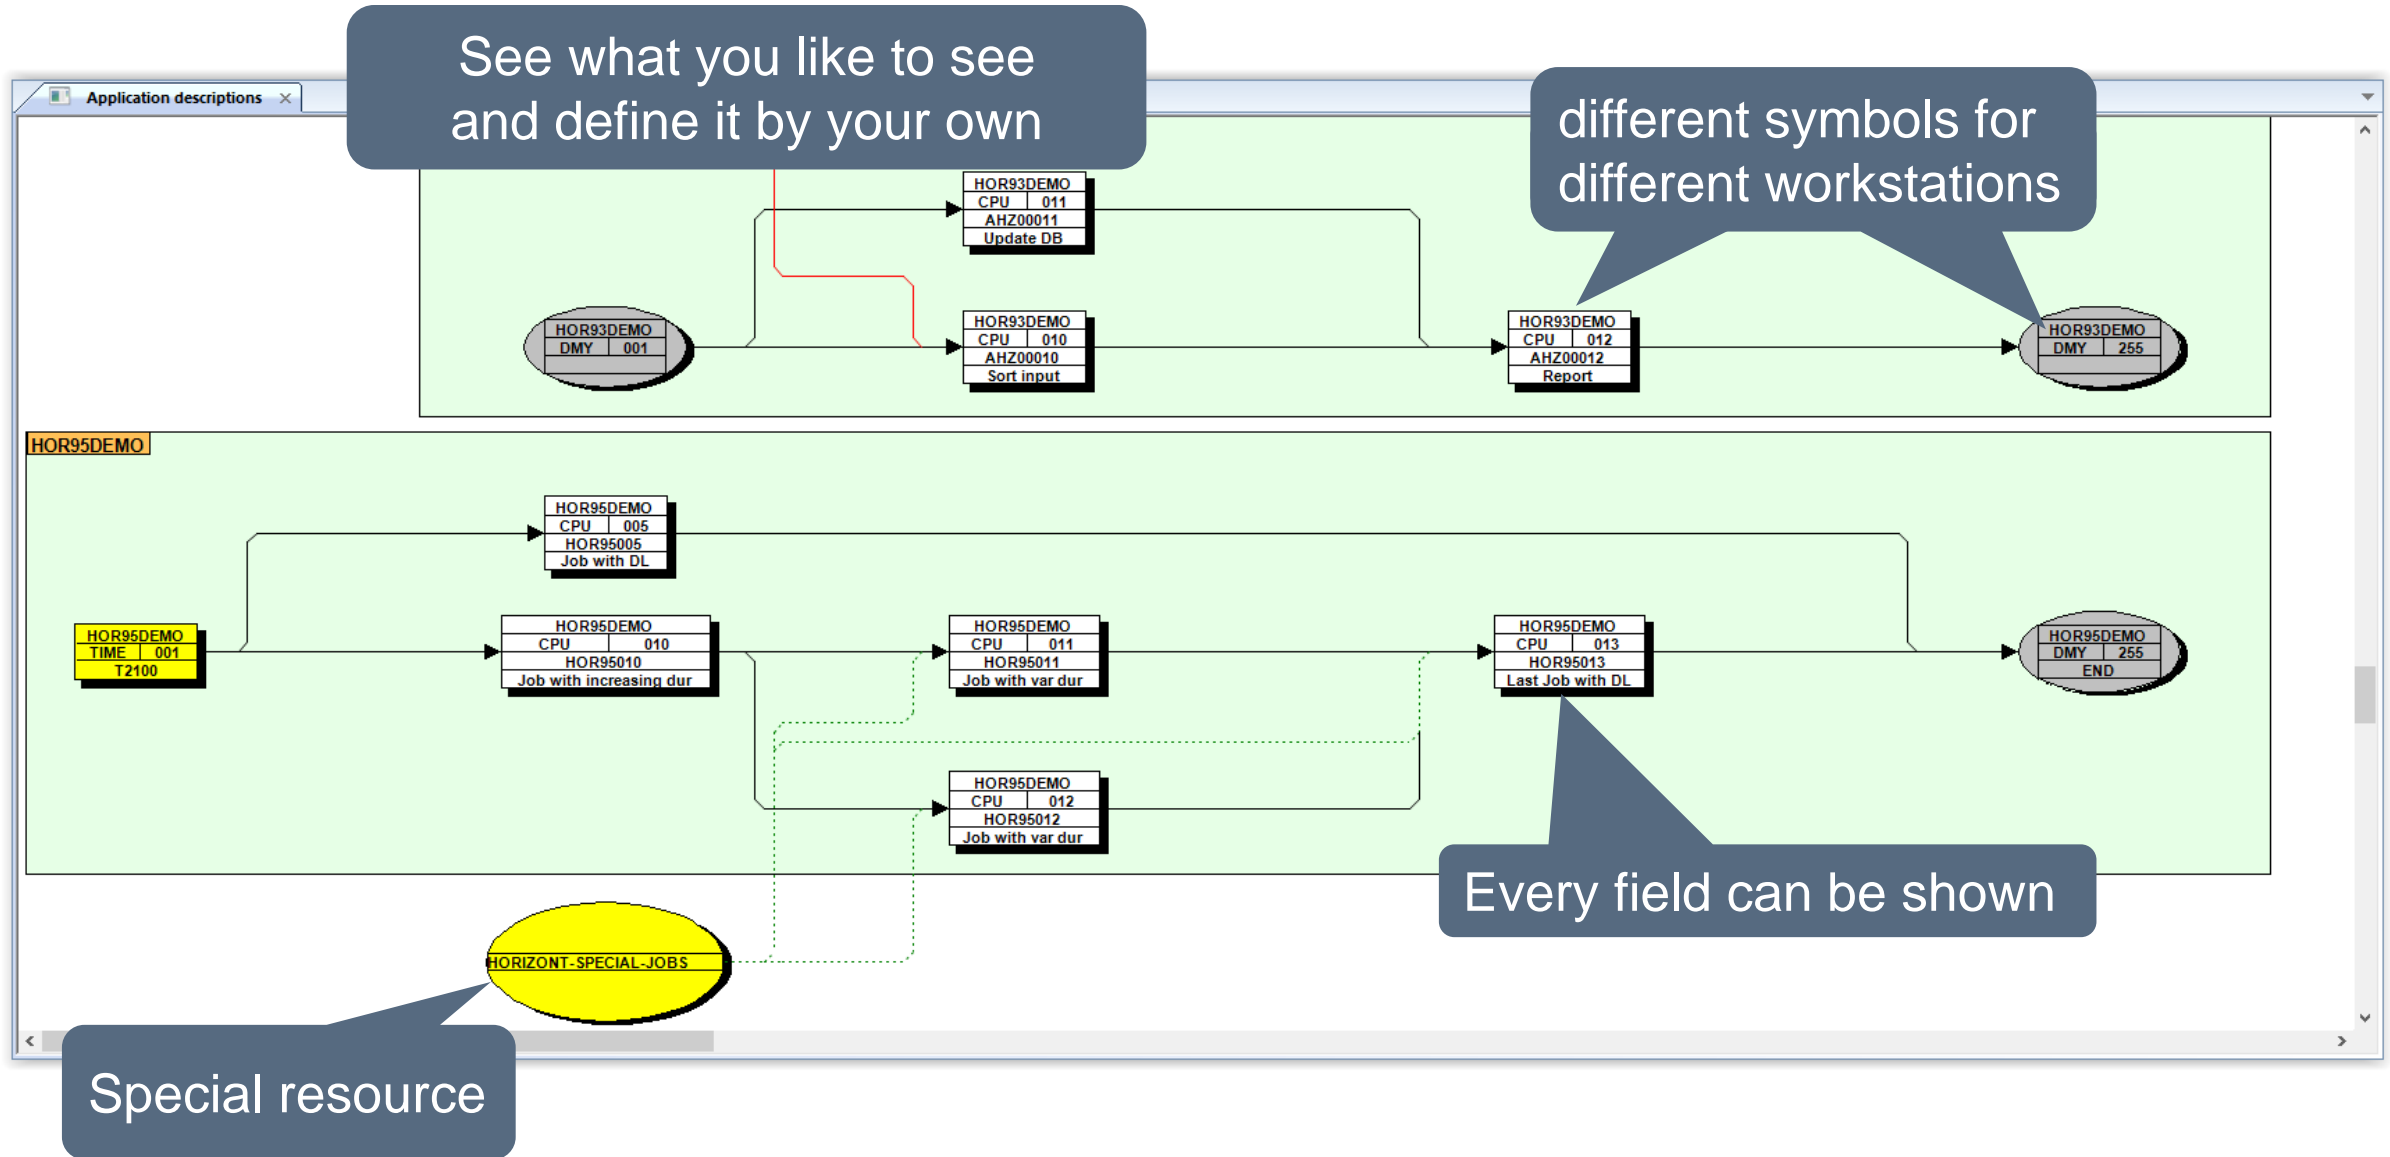 See what you like to see
and define it by your own
Application descriptions
different symbols for
different workstations
HOR93DEMO
CPU 011
AHZ00011
Update DB
HOR93DEMO
DMY 001
HOR93DEMO
CPU 010
AHZ00010
Sort input
HOR93DEMO
CPU 012
AHZ00012
Report
HOR93DEMO
DMY 255
HOR95DEMO
HOR95DEMO
CPU 005
HOR95005
Job with DL
HOR95DEMO
TIME 001
T2100
HOR95DEMO
CPU 010
HOR95010
Job with increasing dur
HOR95DEMO
CPU 011
HOR95011
Job with var dur
HOR95DEMO
CPU 013
HOR95013
Last Job with DL
HOR95DEMO
DMY 255
END
HOR95DEMO
CPU 012
HOR95012
Job with var dur
Every field can be shown
HORIZONT-SPECIAL-JOBS
Special resource